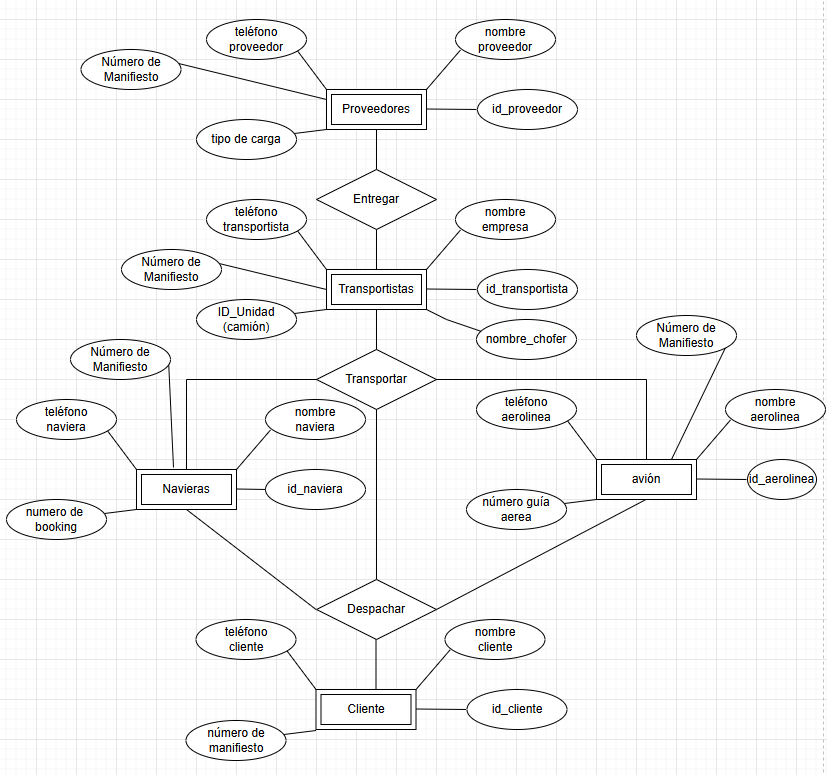 teléfono
proveedor
nombre
proveedor
Número de
Manifiesto
Proveedores
id_proveedor
tipo de carga
Entregar
teléfono
transportista
nombre
empresa
Número de
Manifiesto
Transportistas
id_transportista
ID_Unidad
(camión)
nombre_chofer
Número de
Manifiesto
Número de
Manifiesto
Transportar
teléfono
naviera
nombre
naviera
teléfono
aerolinea
nombre
aerolinea
Navieras
id_naviera
avión
id_aerolinea
numero de
booking
número guía
aerea
Despachar
teléfono
cliente
nombre
cliente
Cliente
id_cliente
número de
manifiesto